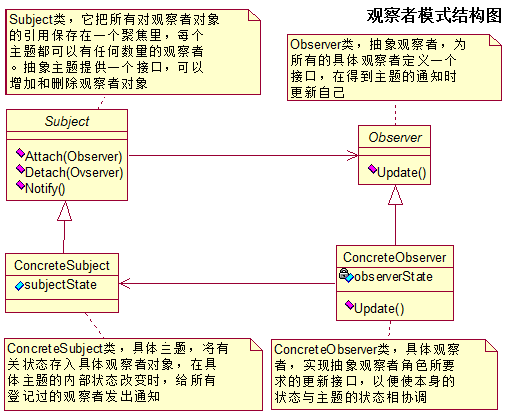 观察者模式结构图
Subject类，它把所有对观察者对象
的引用保存在一个聚集里，每个
主题都可以有任何数量的观察者
。抽象主题提供一个接口，可以
增加和删除观察者对象
Observer类，抽象观察者，为
所有的具体观察者定义一个
接口，在得到主题的通知时
更新自己
Subject
Attach(Observer)
Detach(Ovserver)
Notify()
Observer
Update()
ConcreteSubject
subjectState
ConcreteObserver
observerState
Update()
ConcreteSubject类，具体主题，将有
关状态存入具体观察者对象，在具
体主题的内部状态改变时，给所有
登记过的观察者发出通知
ConcreteObserver类，具体观察
者，实现抽象观察者角色所要
求的更新接口，以便使本身的
状态与主题的状态相协调